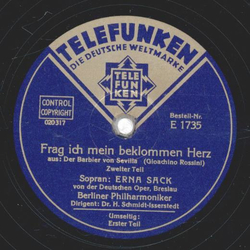 TELEFUNKEN
DIE DEUTSCHE WELTMARKE
TELE
FUN
KEN
CONTROL
COPYRIGHT
020317
Bestell-Nr.
E 1735
Frag ich mein beklommen Herz
aus: Der Barbier von Sevilla (Gioachino Rossini)
Zweiter Teil
Sopran: ERNA SACK
von der Deutschen Oper, Breslau
Berliner Philharmoniker
Dirigent: Dr. H. Schmidt-Isserstedt
Umseitig:
Erster Teil